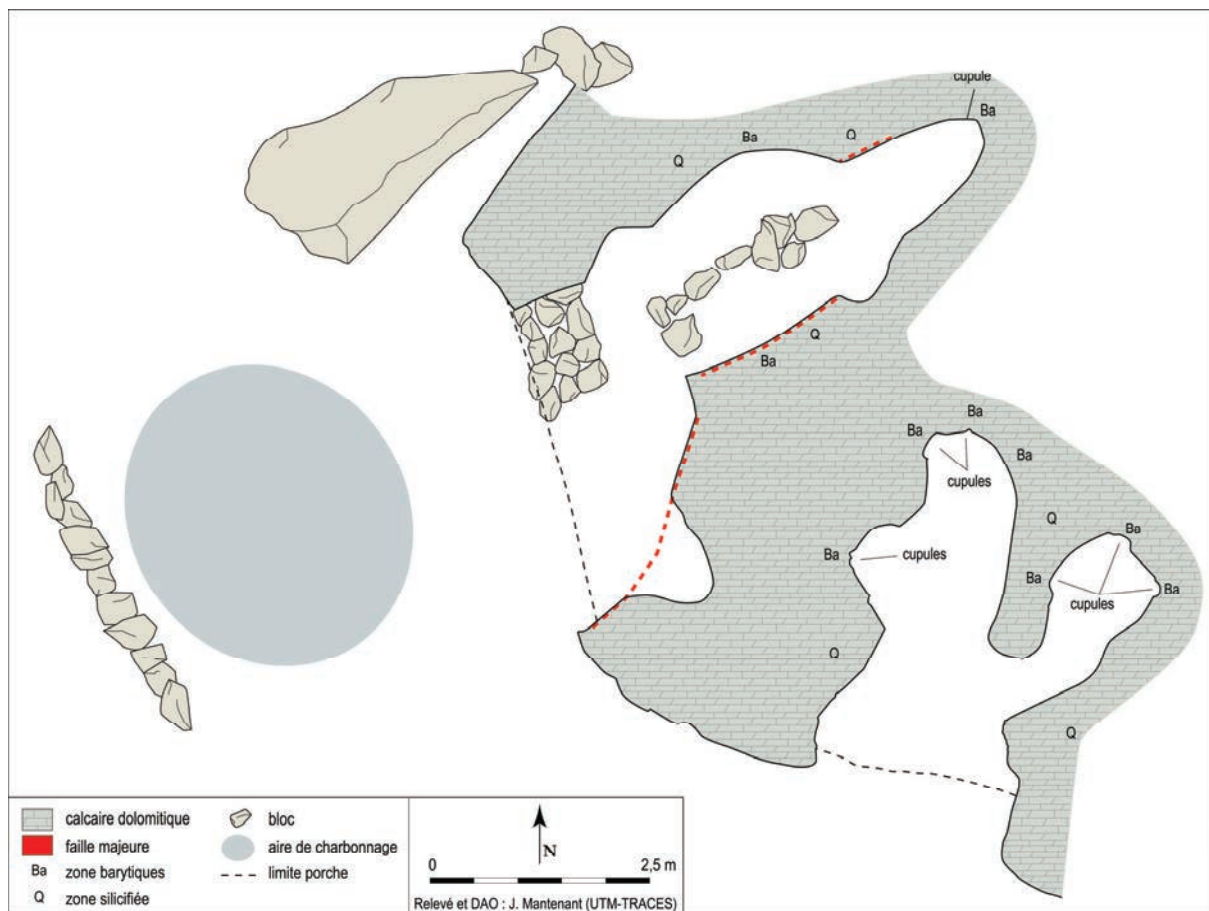 cupule
Ba
Ba
Q
Q
Q
Ba
Ba
Ba
Ba
cupules
Q
Ba
Ba
cupules
Ba
Ba
cupules
Q
Q
calcaire dolomitique
faille majeure
Ba zone barytiques
Q zone silicifiée
bloc
aire de charbonnage
limite porche
N
0 2,5 m
Relevé et DAO : J. Mantenant (UTM-TRACES)